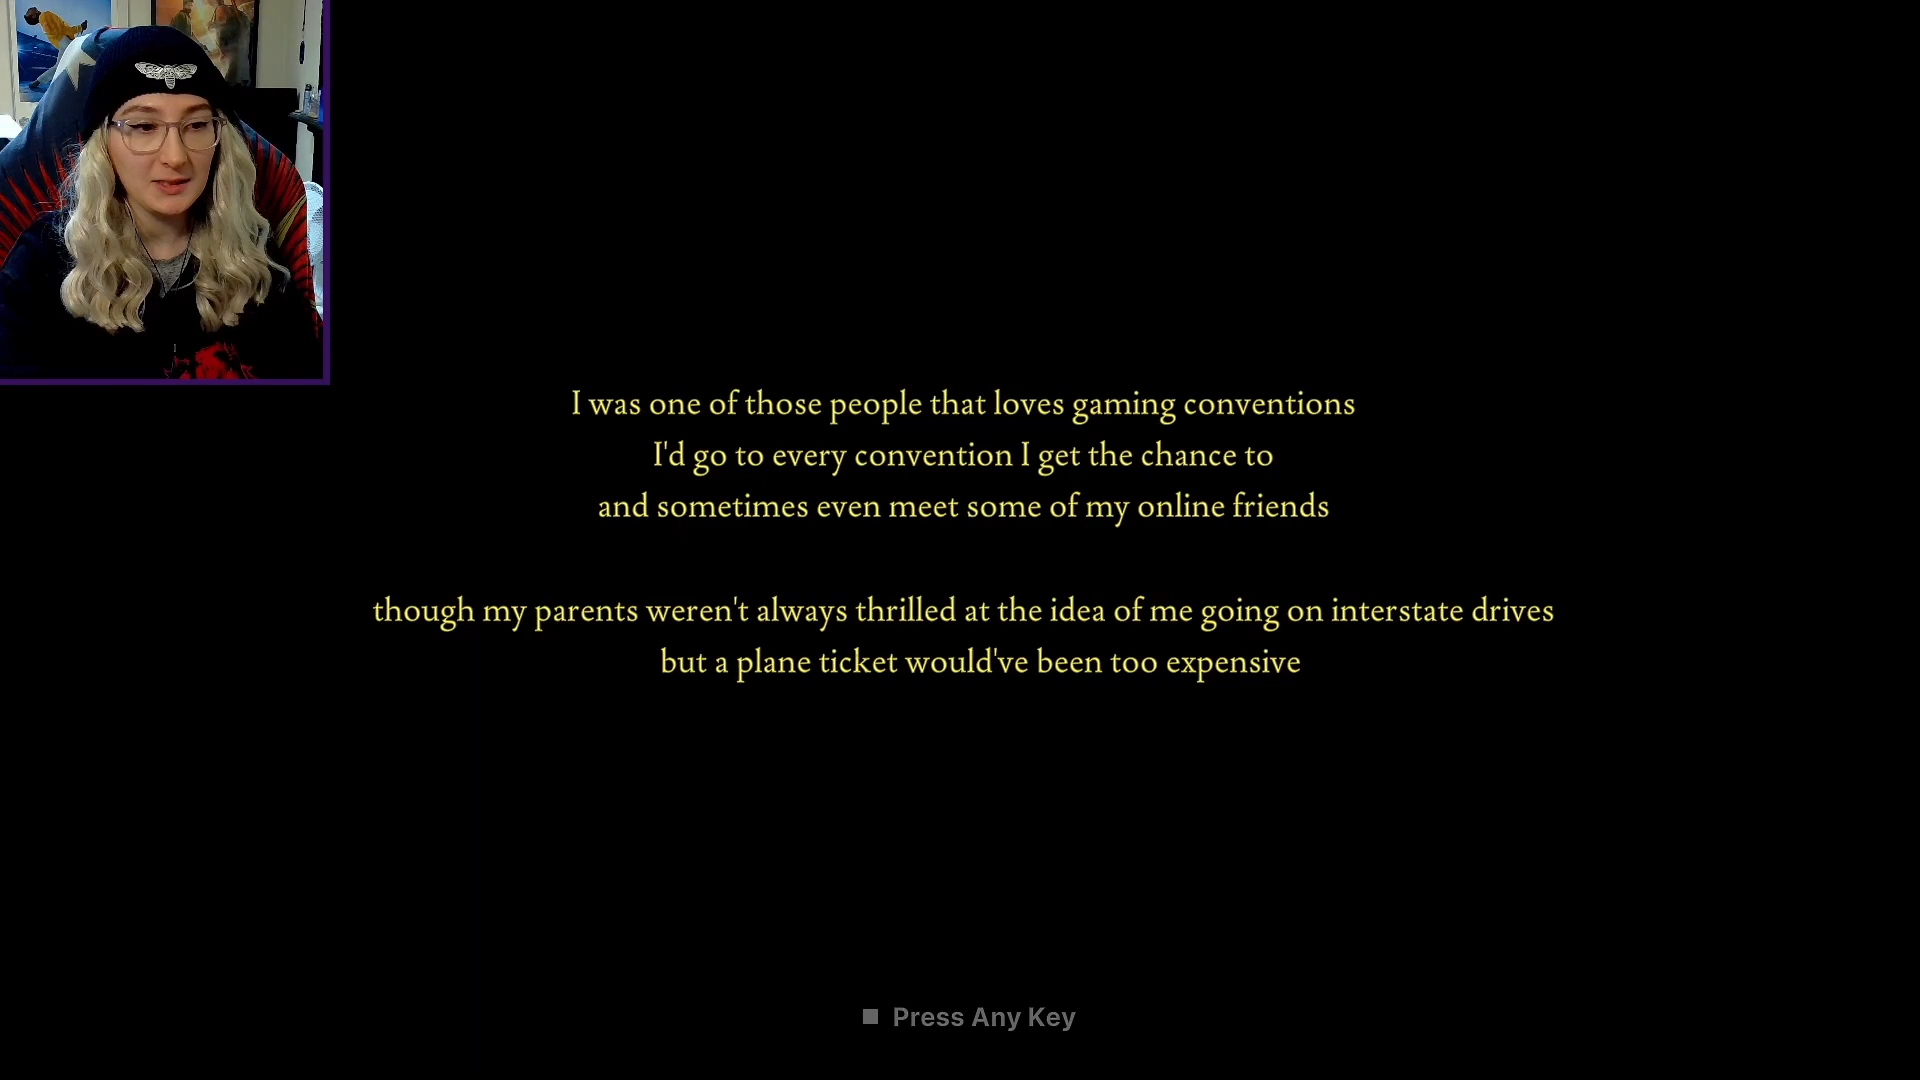 I was one of those people that loves gaming conventions
I'd go to every convention I get the chance to
and sometimes even meet some of my online friends
though my parents weren't always thrilled at the idea of me going on interstate drives
but a plane ticket would've been too expensive
Press Any Key